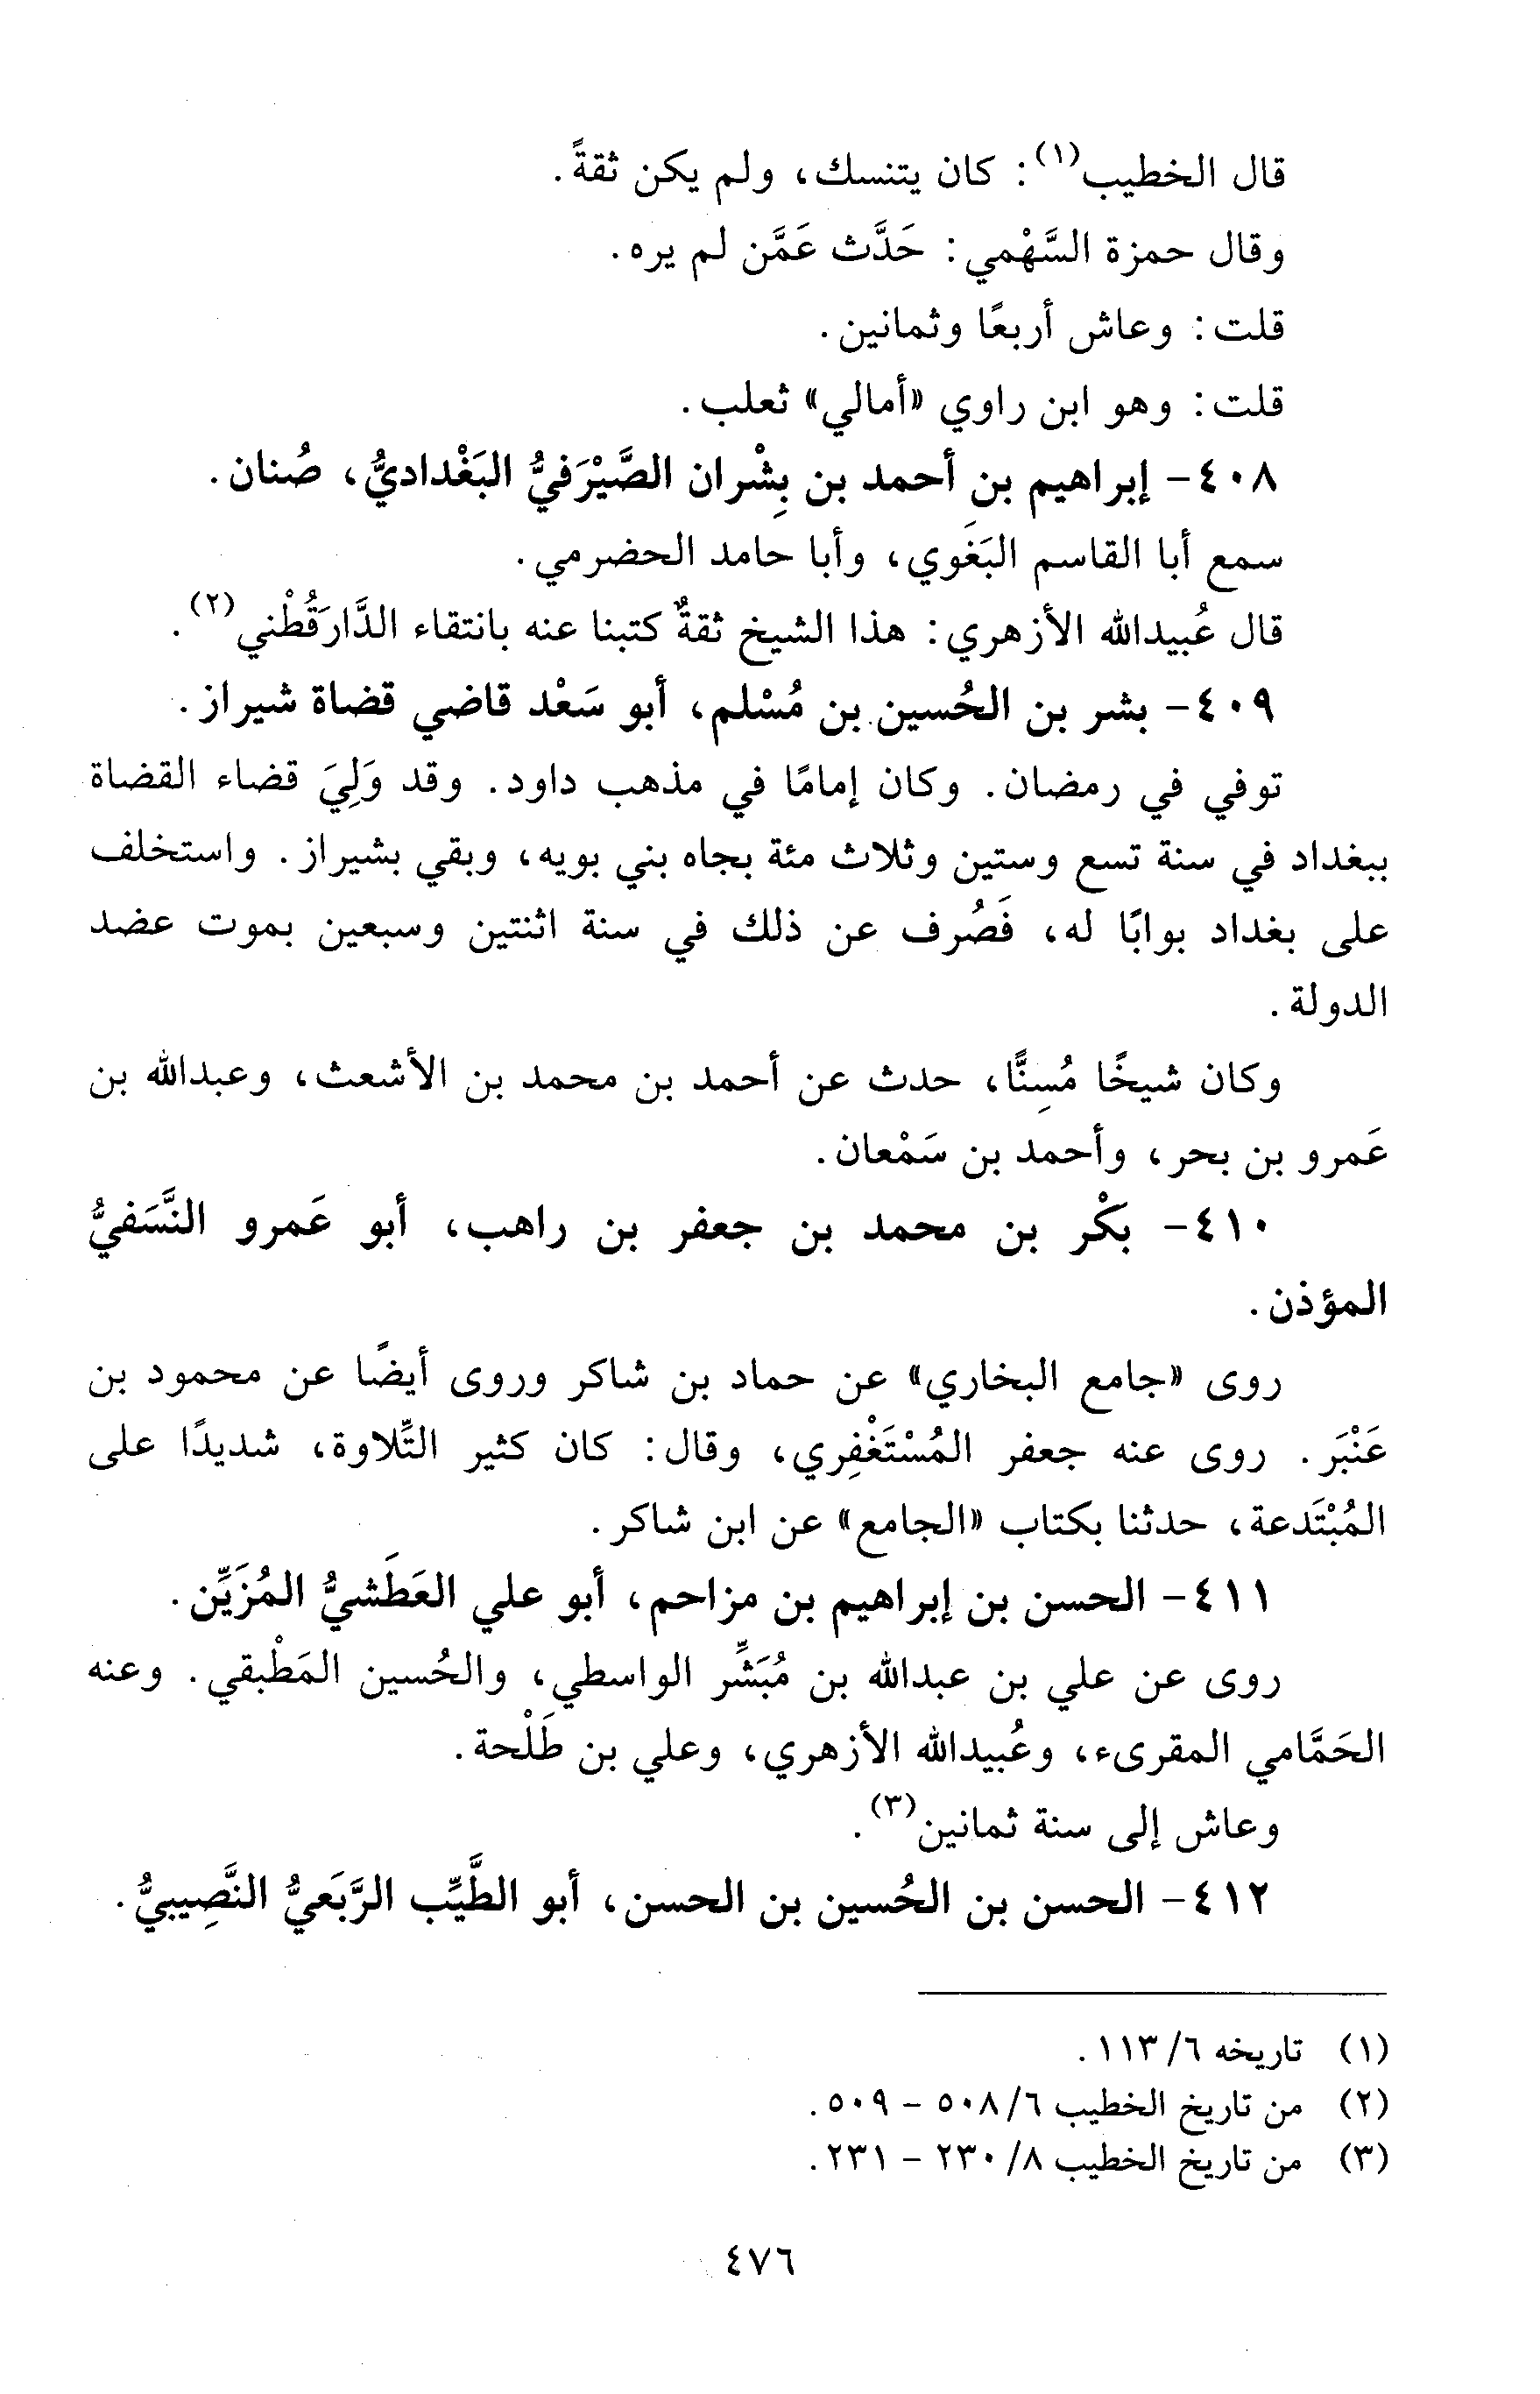 قال الخطيب(١): كان يتنسك، ولم يكن ثقةً.
وقال حمزة السَّهْمي: حَدَّث عَمَّن لم يره.
قلت: وعاش أربعًا وثمانين.
قلت: وهو ابن راوي «أمالي» ثعلب.
٤٠٨- إبراهيم بن أحمد بن بِشْران الصَّيْرَفيُّ البَغْداديُّ، صُنان.
سمع أبا القاسم البَغَوي، وأبا حامد الحضرمي.
قال عُبيدالله الأزهري: هذا الشيخ ثقةٌ كتبنا عنه بانتقاء الدَّارَقُطْني(٢).
٤٠٩- بشر بن الحُسين بن مُسْلم، أبو سَعْد قاضي قضاة شيراز.
توفي في رمضان. وكان إمامًا في مذهب داود. وقد وَلِيَ قضاء القضاة
ببغداد في سنة تسع وستين وثلاث مئة بجاه بني بويه، وبقي بشيراز. واستخلف
على بغداد بوابًا له، فَصُرف عن ذلك في سنة اثنتين وسبعين بموت عضد
الدولة.
وكان شيخًا مُسِنًّا، حدث عن أحمد بن محمد بن الأشعث، وعبدالله بن
عَمرو بن بحر، وأحمد بن سَمْعان.
٤١٠- بَكْر بن محمد بن جعفر بن راهب، أبو عَمرو النَّسَفيُّ
المؤذن.
روى «جامع البخاري» عن حماد بن شاكر وروى أيضًا عن محمود بن
عَنْبَر. روى عنه جعفر المُسْتَغْفِري، وقال: كان كثير التِّلاوة، شديدًا على
المُبْتَدعة، حدثنا بكتاب «الجامع» عن ابن شاكر.
٤١١- الحسن بن إبراهيم بن مزاحم، أبو علي العَطَشيُّ المُزَيِّن.
روى عن علي بن عبدالله بن مُبَشِّر الواسطي، والحُسين المَطْبقي. وعنه
الحَمَّامي المقرىء، وعُبيدالله الأزهري، وعلي بن طَلْحة.
وعاش إلى سنة ثمانين(٣).
٤١٢- الحسن بن الحُسين بن الحسن، أبو الطَّيِّب الرَّبَعيُّ النَّصِيبيُّ.
(١) تاريخه ٦/ ١١٣.
(٢) من تاريخ الخطيب ٦/ ٥٠٨ - ٥٠٩.
(٣) من تاريخ الخطيب ٨/ ٢٣٠ - ٢٣١.
٤٧٦